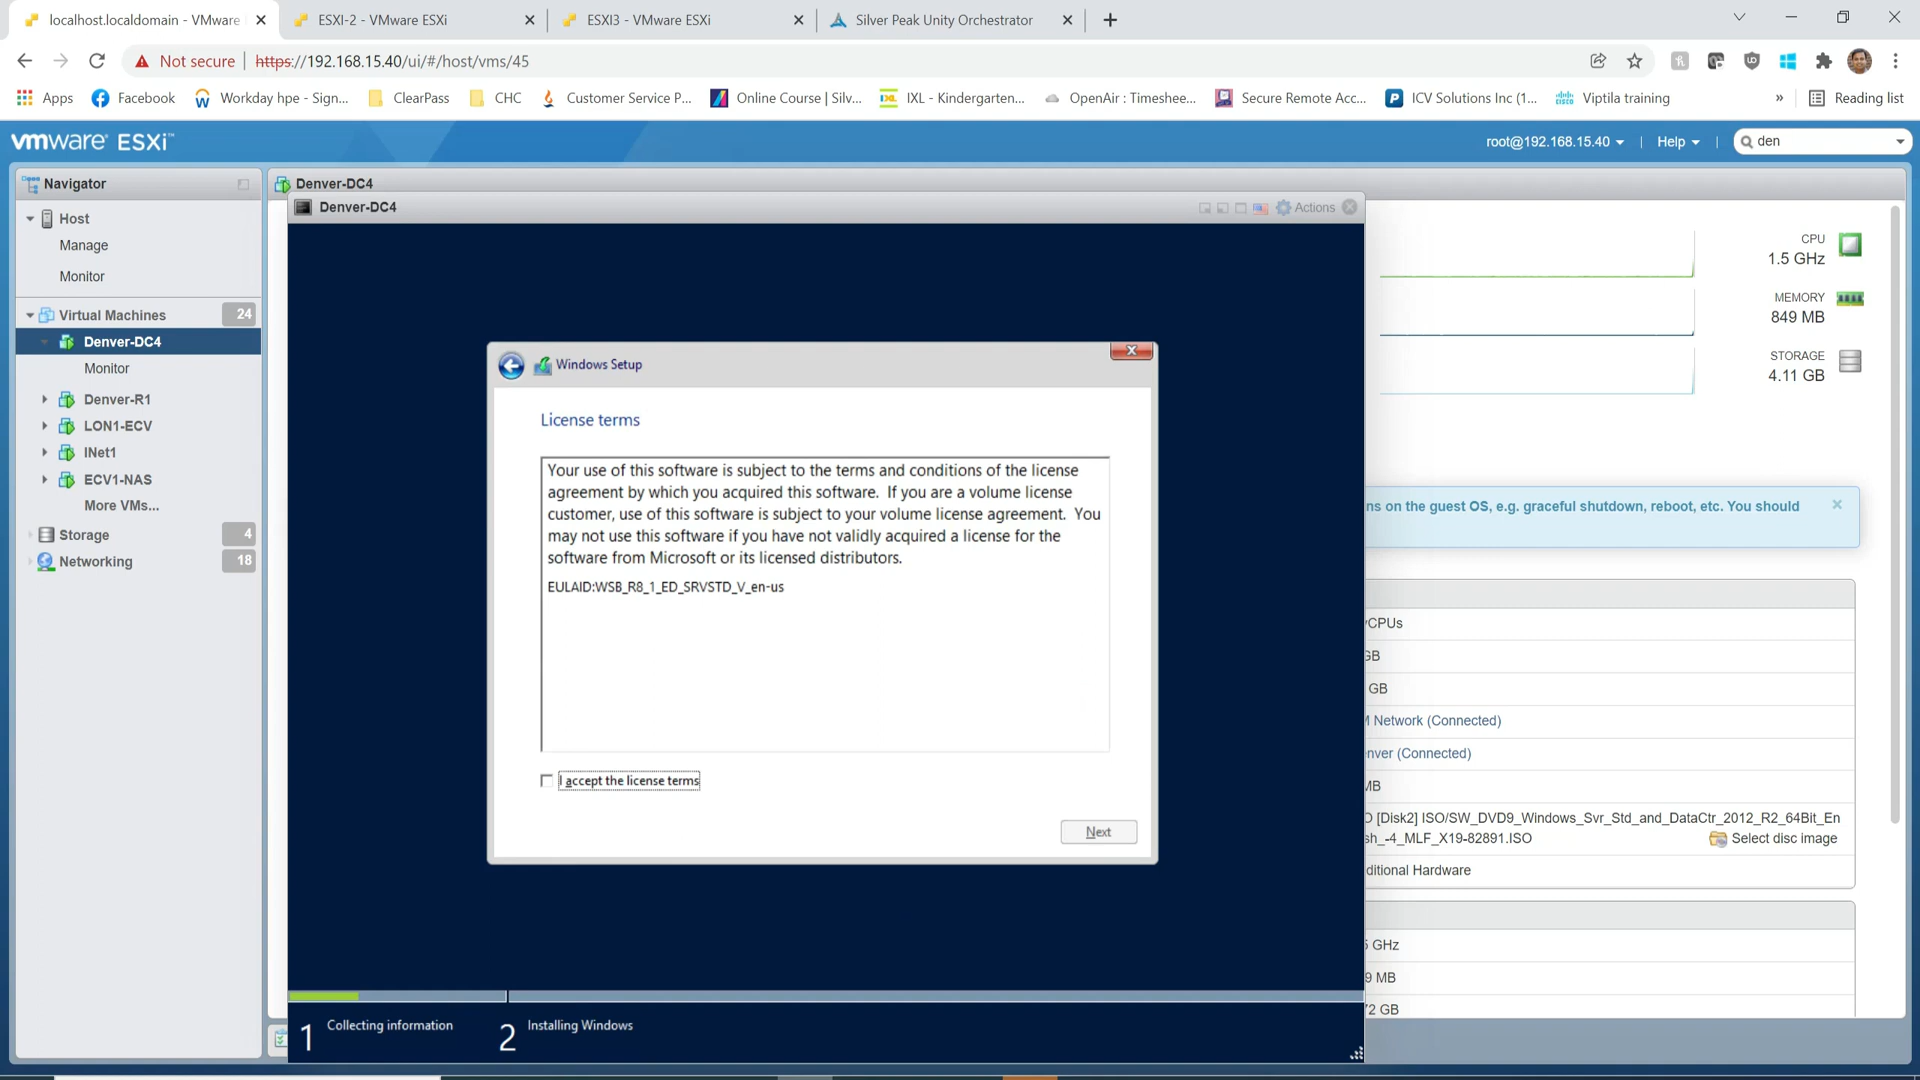 localhost.localdomain - VMware
ESXI-2 - VMware ESXi
ESXI3 - VMware ESXi
Silver Peak Unity Orchestrator
Not secure
https://192.168.15.40/ui/#/host/vms/45
Apps
Facebook
Workday hpe - Sign...
ClearPass
CHC
Customer Service P...
Online Course | Silv...
IXL - Kindergarten...
OpenAir : Timeshee...
Secure Remote Acc...
ICV Solutions Inc (1...
Viptila training
»
Reading list
vmware ESXi™
root@192.168.15.40
Help
den
Navigator
Host
Manage
Monitor
Virtual Machines 24
Denver-DC4
Monitor
Denver-R1
LON1-ECV
INet1
ECV1-NAS
More VMs...
Storage 4
Networking 18
Denver-DC4
Denver-DC4
Actions
Windows Setup
License terms
Your use of this software is subject to the terms and conditions of the license
agreement by which you acquired this software.  If you are a volume license
customer, use of this software is subject to your volume license agreement.  You
may not use this software if you have not validly acquired a license for the
software from Microsoft or its licensed distributors.
EULAID:WSB_R8_1_ED_SRVSTD_V_en-us
I accept the license terms
Next
1 Collecting information
2 Installing Windows
CPU
1.5 GHz
MEMORY
849 MB
STORAGE
4.11 GB
ns on the guest OS, e.g. graceful shutdown, reboot, etc. You should
CPUs
GB
GB
Network (Connected)
nver (Connected)
MB
[Disk2] ISO/SW_DVD9_Windows_Svr_Std_and_DataCtr_2012_R2_64Bit_En
sh_-4_MLF_X19-82891.ISO
Select disc image
ditional Hardware
GHz
9 MB
2 GB